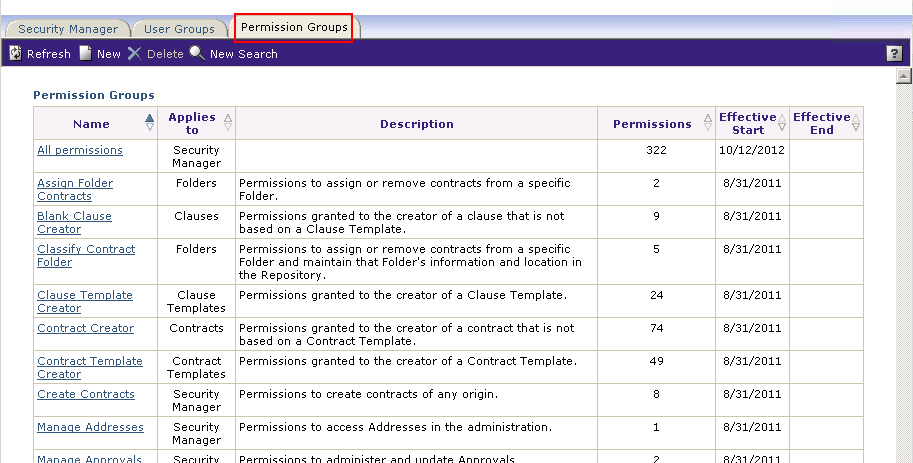 Security Manager User Groups Permission Groups
Refresh New Delete New Search ?
Permission Groups
Name Applies to Description Permissions Effective Start Effective End
All permissions Security Manager 322 10/12/2012
Assign Folder Contracts Folders Permissions to assign or remove contracts from a specific Folder. 2 8/31/2011
Blank Clause Creator Clauses Permissions granted to the creator of a clause that is not based on a Clause Template. 9 8/31/2011
Classify Contract Folder Folders Permissions to assign or remove contracts from a specific Folder and maintain that Folder's information and location in the Repository. 5 8/31/2011
Clause Template Creator Clause Templates Permissions granted to the creator of a Clause Template. 24 8/31/2011
Contract Creator Contracts Permissions granted to the creator of a contract that is not based on a Contract Template. 74 8/31/2011
Contract Template Creator Contract Templates Permissions granted to the creator of a Contract Template. 49 8/31/2011
Create Contracts Security Manager Permissions to create contracts of any origin. 8 8/31/2011
Manage Addresses Security Manager Permissions to access Addresses in the administration. 1 8/31/2011
Manage Approvals Security Permissions to administer and update Approvals. 2 8/31/2011